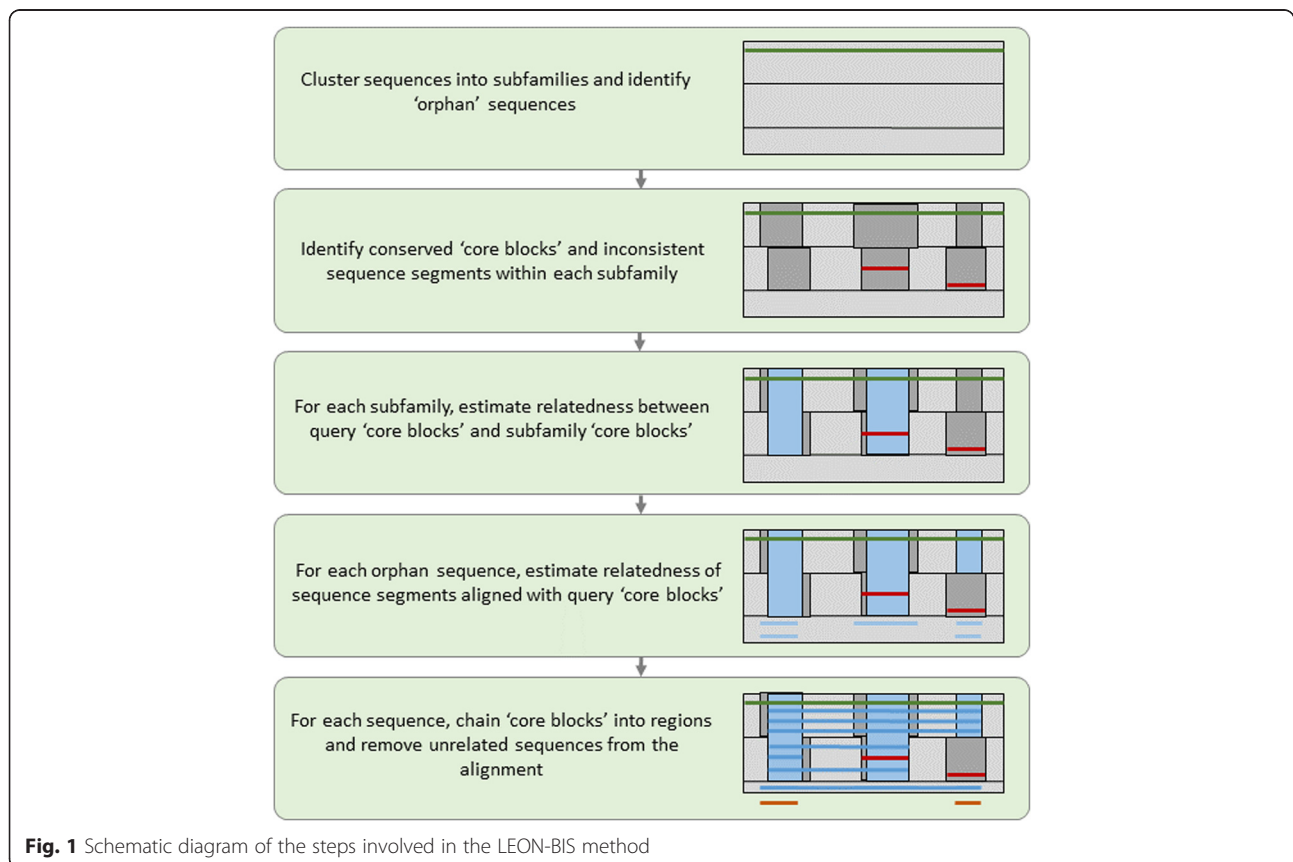 Cluster sequences into subfamilies and identify
‘orphan’ sequences
Identify conserved ‘core blocks’ and inconsistent
sequence segments within each subfamily
For each subfamily, estimate relatedness between
query ‘core blocks’ and subfamily ‘core blocks’
For each orphan sequence, estimate relatedness of
sequence segments aligned with query ‘core blocks’
For each sequence, chain ‘core blocks’ into regions
and remove unrelated sequences from the
alignment
Fig. 1 Schematic diagram of the steps involved in the LEON-BIS method